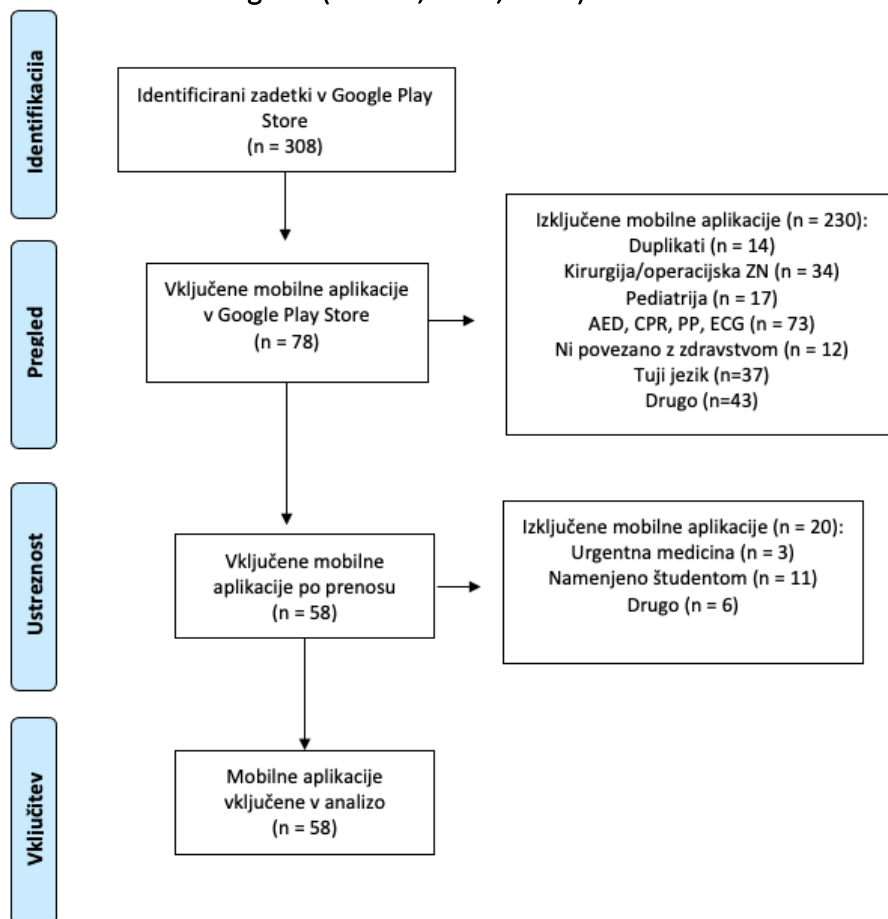 Identifikacija
Identificirani zadetki v Google Play
Store
(n = 308)
Pregled
Vključene mobilne aplikacije
v Google Play Store
(n = 78)
Izključene mobilne aplikacije (n = 230):
Duplikati (n = 14)
Kirurgija/operacijska ZN (n = 34)
Pediatrija (n = 17)
AED, CPR, PP, ECG (n = 73)
Ni povezano z zdravstvom (n = 12)
Tuji jezik (n=37)
Drugo (n=43)
Ustreznost
Vključene mobilne
aplikacije po prenosu
(n = 58)
Izključene mobilne aplikacije (n = 20):
Urgentna medicina (n = 3)
Namenjeno študentom (n = 11)
Drugo (n = 6)
Vključitev
Mobilne aplikacije
vključene v analizo
(n = 58)